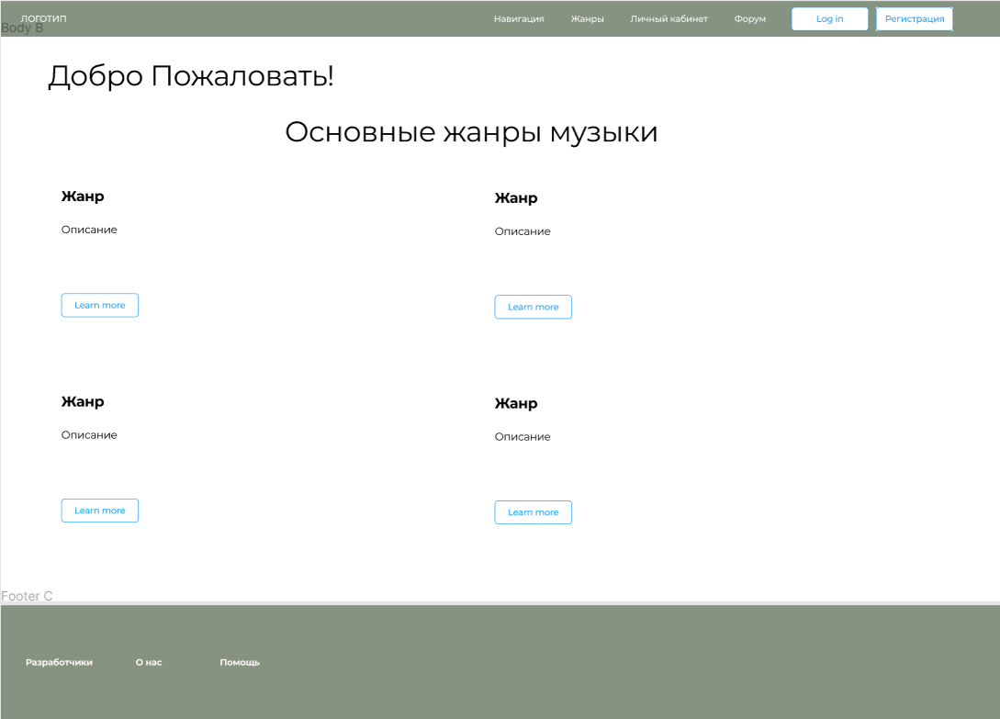 ЛОГОТИП
Навигация
Жанры
Личный кабинет
Форум
Log in
Регистрация
Body B
Добро Пожаловать!
Основные жанры музыки
Жанр
Описание
Learn more
Жанр
Описание
Learn more
Жанр
Описание
Learn more
Жанр
Описание
Learn more
Footer C
Разработчики
О нас
Помощь